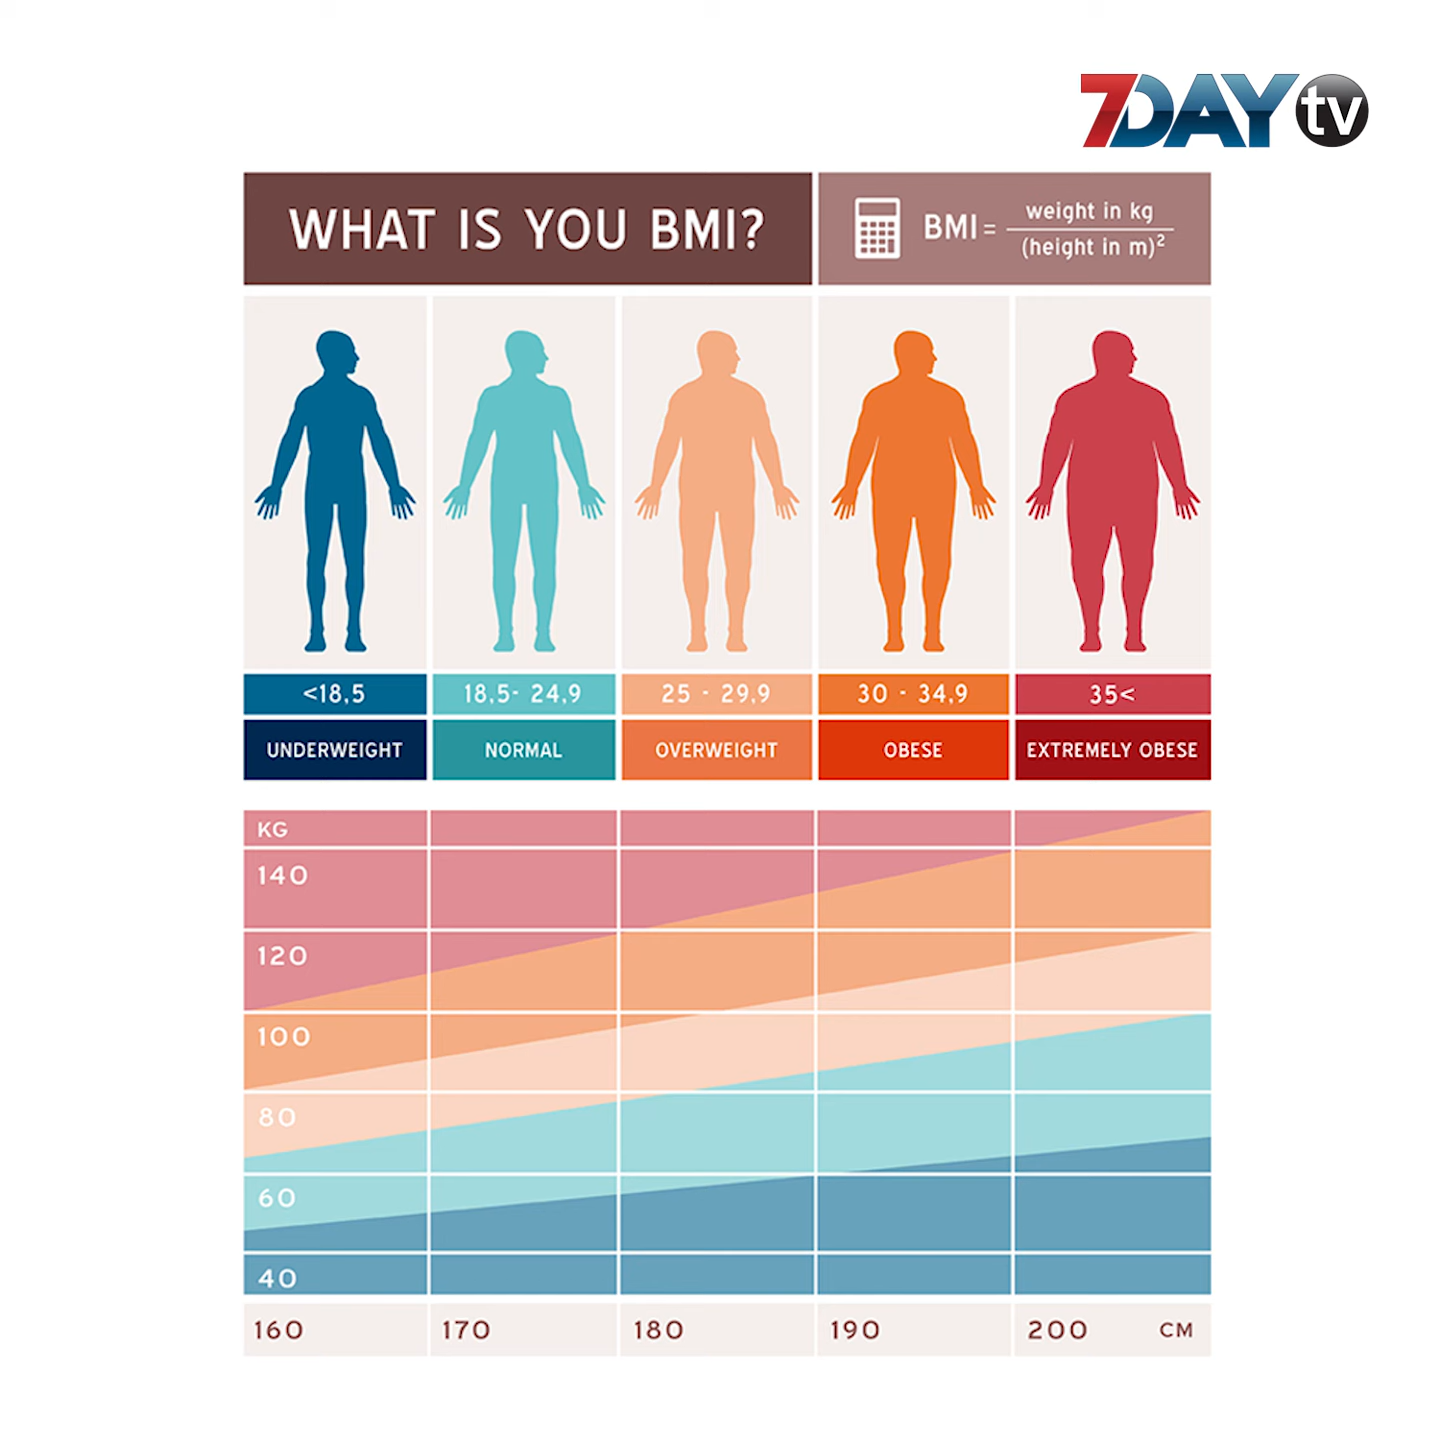 7DAY tv
WHAT IS YOU BMI?
BMI = weight in kg
(height in m)²
<18,5
18,5- 24,9
25 - 29,9
30 - 34,9
35<
UNDERWEIGHT
NORMAL
OVERWEIGHT
OBESE
EXTREMELY OBESE
KG
140
120
100
80
60
40
160 170 180 190 200 CM